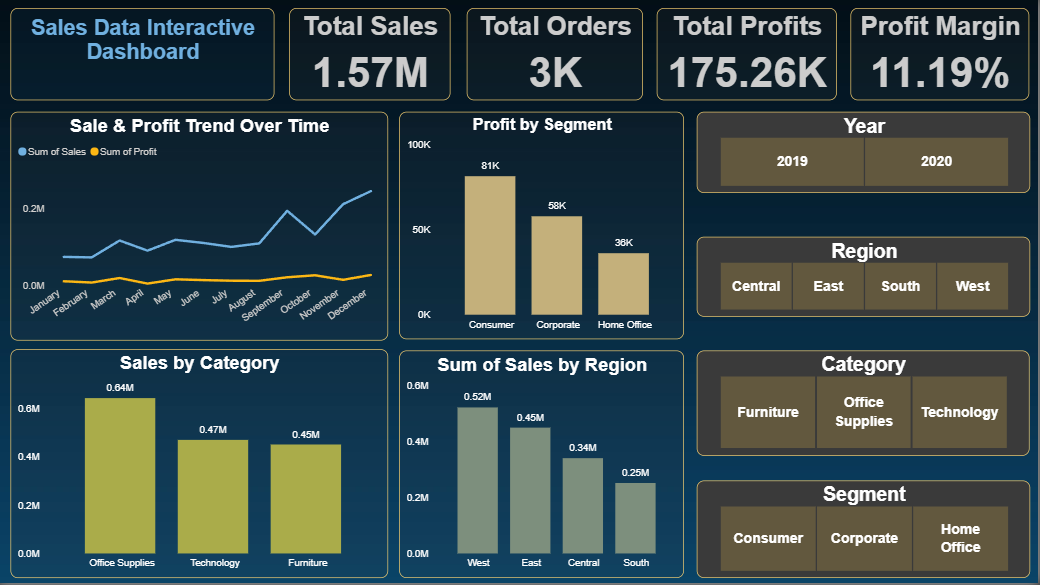 Sales Data Interactive
Dashboard
Total Sales
1.57M
Total Orders
3K
Total Profits
175.26K
Profit Margin
11.19%
Sale & Profit Trend Over Time
Sum of Sales Sum of Profit
0.2M
0.0M
January February March April May June July August September October November December
Profit by Segment
100K
50K
0K
81K
58K
36K
Consumer Corporate Home Office
Year
2019 2020
Region
Central East South West
Sales by Category
0.6M
0.4M
0.2M
0.0M
0.64M
0.47M
0.45M
Office Supplies Technology Furniture
Sum of Sales by Region
0.6M
0.4M
0.2M
0.0M
0.52M
0.45M
0.34M
0.25M
West East Central South
Category
Furniture
Office
Supplies
Technology
Segment
Consumer
Corporate
Home
Office